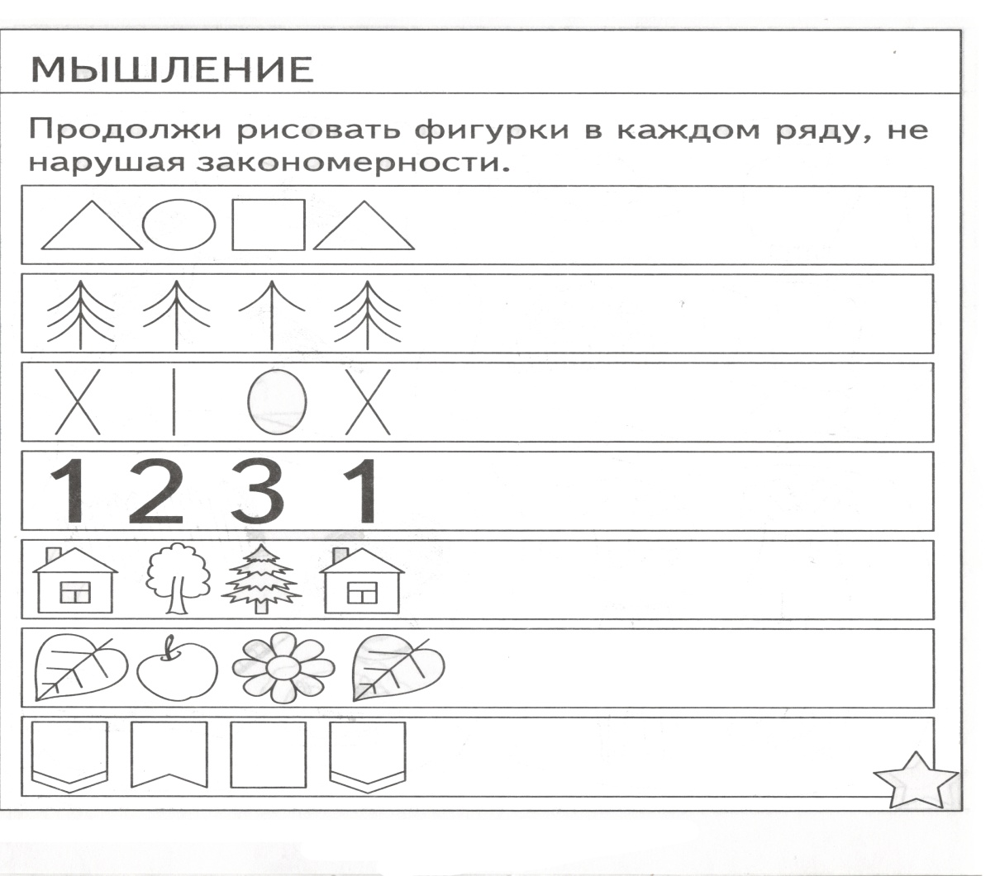 МЫШЛЕНИЕ
Продолжи рисовать фигурки в каждом ряду, не
нарушая закономерности.
1 2 3 1